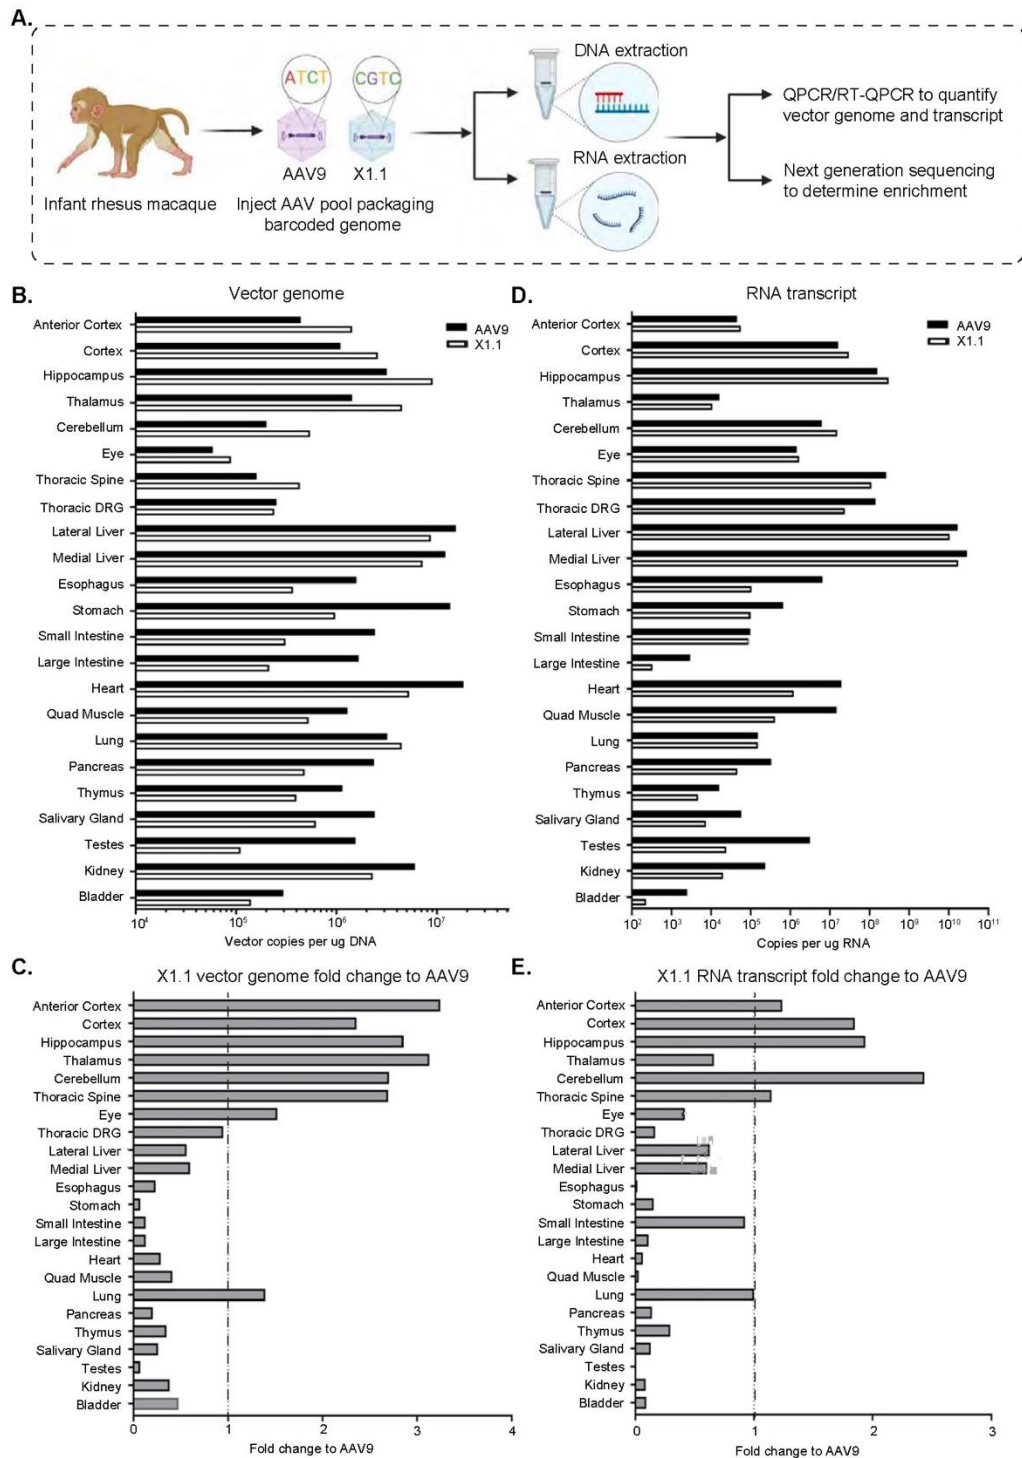 A.
ATCT
CGTC
AAV9
X1.1
Infant rhesus macaque
Inject AAV pool packaging
barcoded genome
DNA extraction
RNA extraction
QPCR/RT-QPCR to quantify
vector genome and transcript
Next generation sequencing
to determine enrichment
B.
Vector genome
AAV9
X1.1
Anterior Cortex
Cortex
Hippocampus
Thalamus
Cerebellum
Eye
Thoracic Spine
Thoracic DRG
Lateral Liver
Medial Liver
Esophagus
Stomach
Small Intestine
Large Intestine
Heart
Quad Muscle
Lung
Pancreas
Thymus
Salivary Gland
Testes
Kidney
Bladder
10⁴ 10⁵ 10⁶ 10⁷
Vector copies per ug DNA
D.
RNA transcript
AAV9
X1.1
Anterior Cortex
Cortex
Hippocampus
Thalamus
Cerebellum
Eye
Thoracic Spine
Thoracic DRG
Lateral Liver
Medial Liver
Esophagus
Stomach
Small Intestine
Large Intestine
Heart
Quad Muscle
Lung
Pancreas
Thymus
Salivary Gland
Testes
Kidney
Bladder
10² 10³ 10⁴ 10⁵ 10⁶ 10⁷ 10⁸ 10⁹ 10¹⁰ 10¹¹
Copies per ug RNA
C.
X1.1 vector genome fold change to AAV9
Anterior Cortex
Cortex
Hippocampus
Thalamus
Cerebellum
Thoracic Spine
Eye
Thoracic DRG
Lateral Liver
Medial Liver
Esophagus
Stomach
Small Intestine
Large Intestine
Heart
Quad Muscle
Lung
Pancreas
Thymus
Salivary Gland
Testes
Kidney
Bladder
0 1 2 3 4
Fold change to AAV9
E.
X1.1 RNA transcript fold change to AAV9
Anterior Cortex
Cortex
Hippocampus
Thalamus
Cerebellum
Thoracic Spine
Eye
Thoracic DRG
Lateral Liver
Medial Liver
Esophagus
Stomach
Small Intestine
Large Intestine
Heart
Quad Muscle
Lung
Pancreas
Thymus
Salivary Gland
Testes
Kidney
Bladder
0 1 2 3
Fold change to AAV9